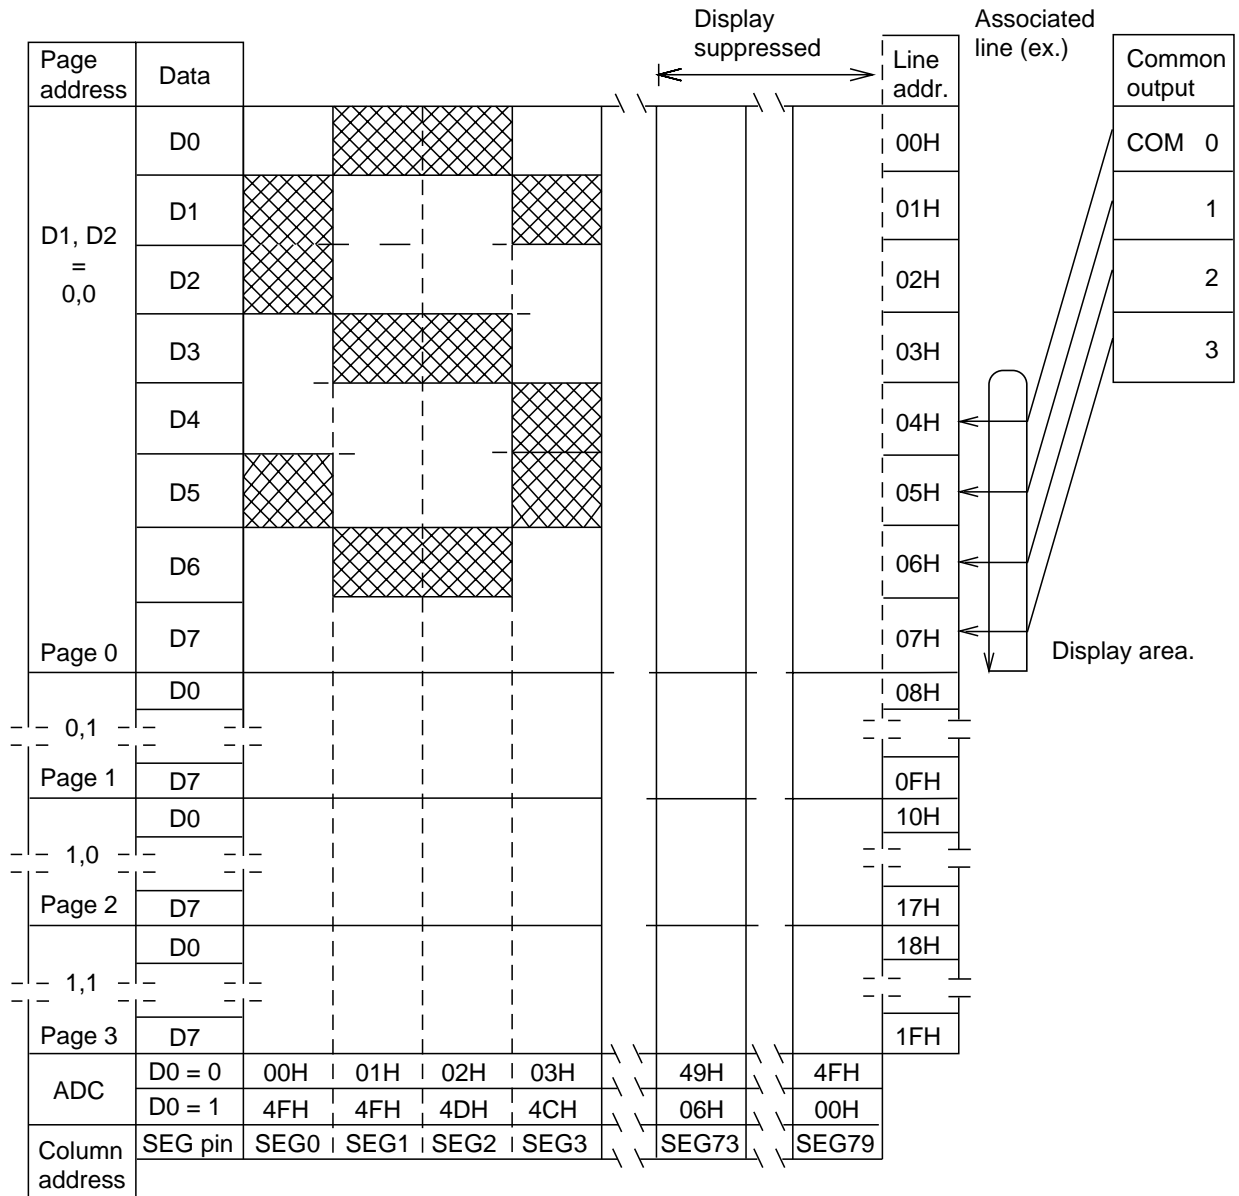 Display
suppressed
Associated
line (ex.)
Page
address
Data
Line
addr.
Common
output
D0
00H
COM 0
D1
01H
1
D1, D2
=
0,0
D2
02H
2
D3
03H
3
D4
04H
D5
05H
D6
06H
Page 0
D7
07H
Display area.
D0
08H
0,1
Page 1
D7
0FH
D0
10H
1,0
Page 2
D7
17H
D0
18H
1,1
Page 3
D7
1FH
ADC
D0 = 0 00H 01H 02H 03H 49H 4FH
D0 = 1 4FH 4FH 4DH 4CH 06H 00H
Column
address
SEG pin SEG0 SEG1 SEG2 SEG3 SEG73 SEG79